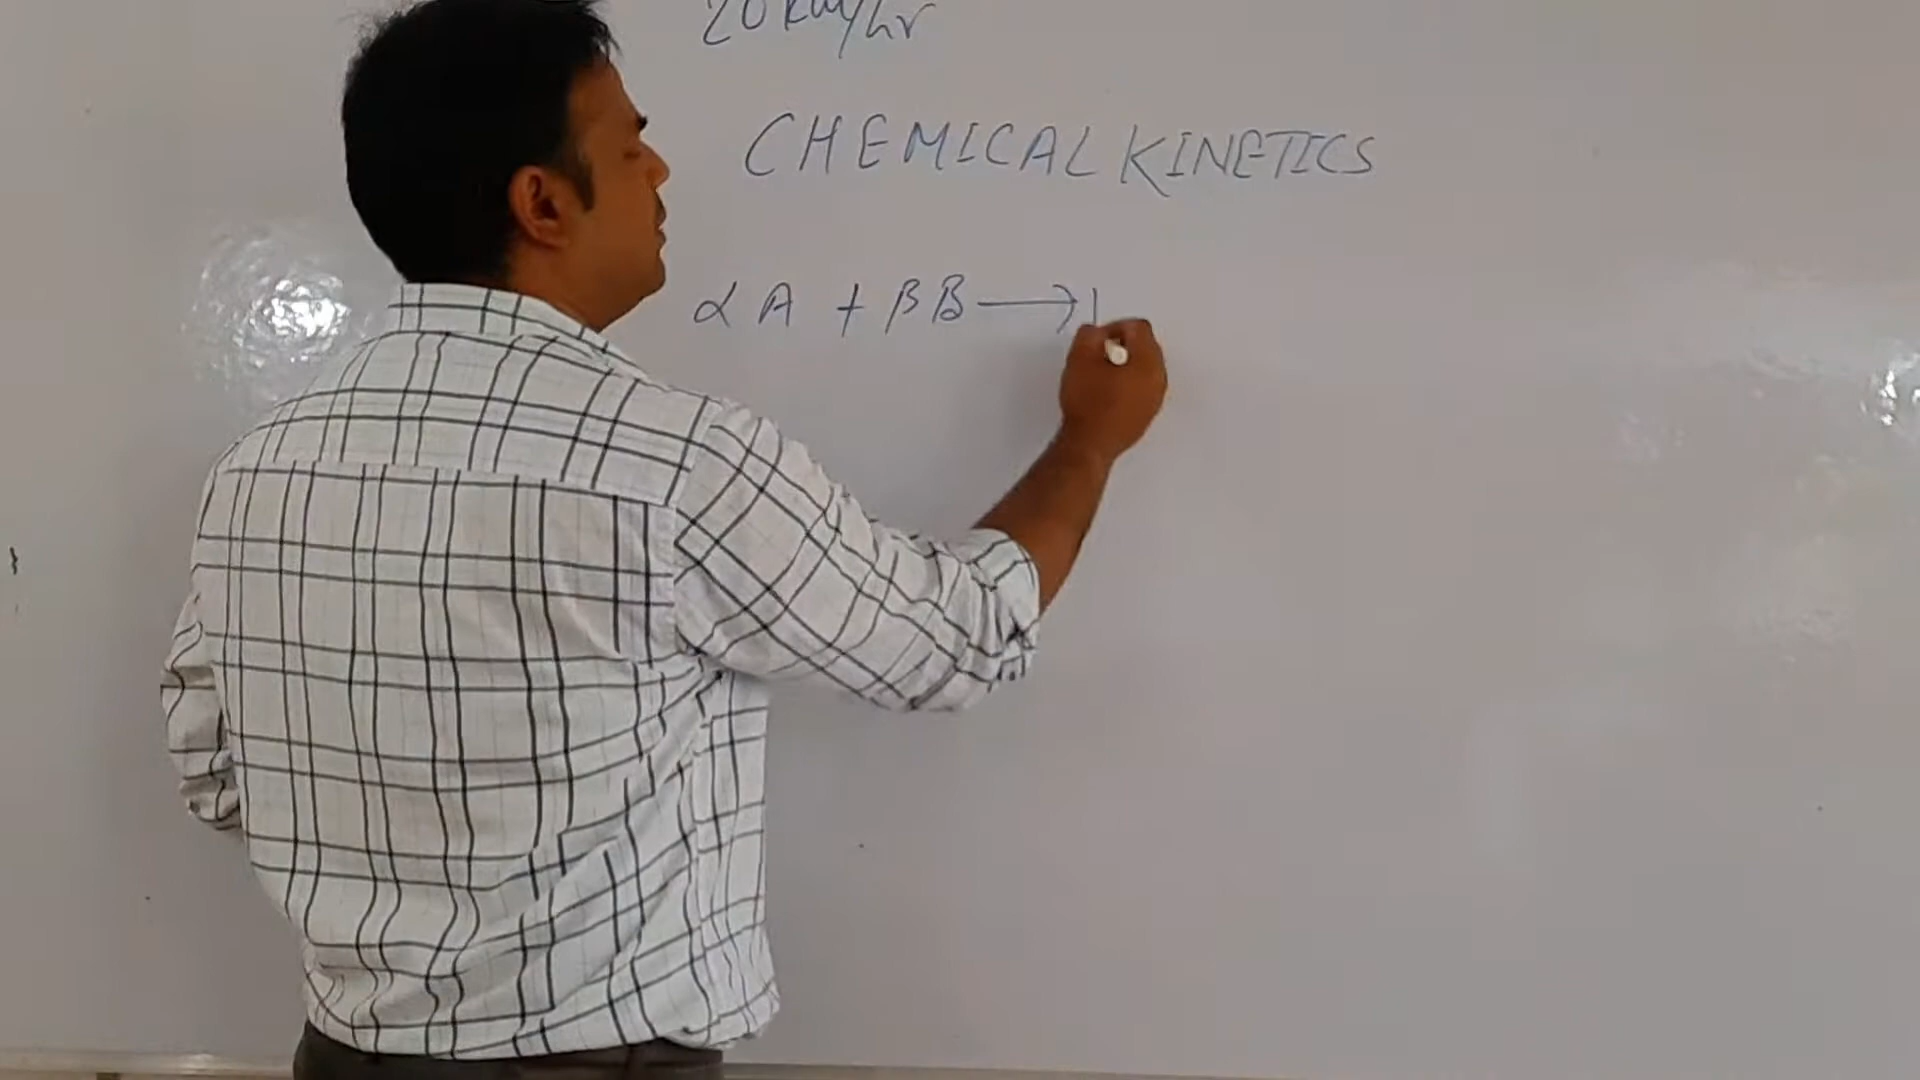 20 km/hr
CHEMICAL KINETICS
α A + β B ⟶